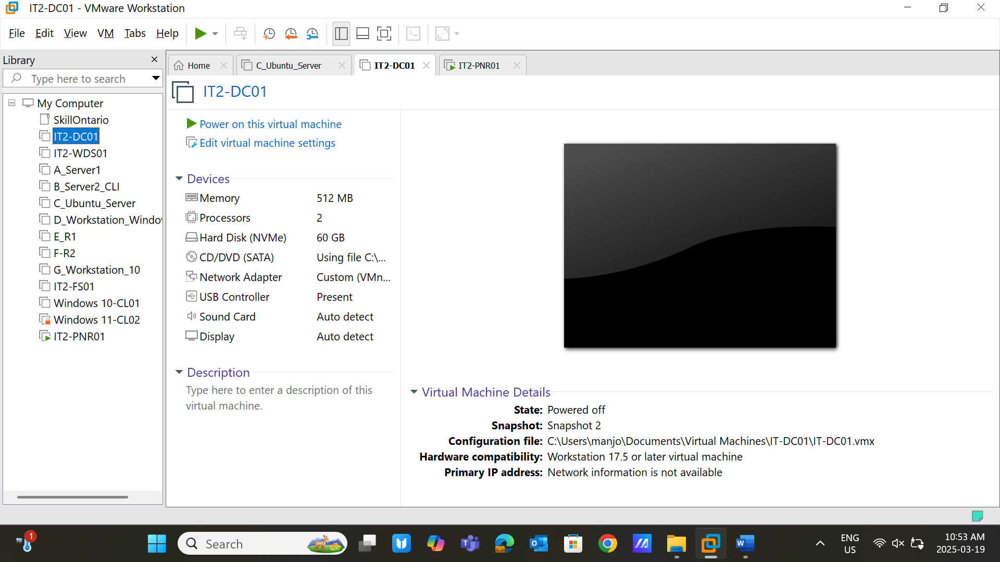 IT2-DC01 - VMware Workstation
File Edit View VM Tabs Help
Library
Type here to search
My Computer
SkillOntario
IT2-DC01
IT2-WDS01
A_Server1
B_Server2_CLI
C_Ubuntu_Server
D_Workstation_Windo
E_R1
F-R2
G_Workstation_10
IT2-FS01
Windows 10-CL01
Windows 11-CL02
IT2-PNR01
Home C_Ubuntu_Server IT2-DC01 IT2-PNR01
IT2-DC01
Power on this virtual machine
Edit virtual machine settings
Devices
Memory 512 MB
Processors 2
Hard Disk (NVMe) 60 GB
CD/DVD (SATA) Using file C:\...
Network Adapter Custom (VMn...
USB Controller Present
Sound Card Auto detect
Display Auto detect
Description
Type here to enter a description of this
virtual machine.
Virtual Machine Details
State: Powered off
Snapshot: Snapshot 2
Configuration file: C:\Users\manjo\Documents\Virtual Machines\IT-DC01\IT-DC01.vmx
Hardware compatibility: Workstation 17.5 or later virtual machine
Primary IP address: Network information is not available
1
Search
ENG
US
10:53 AM
2025-03-19